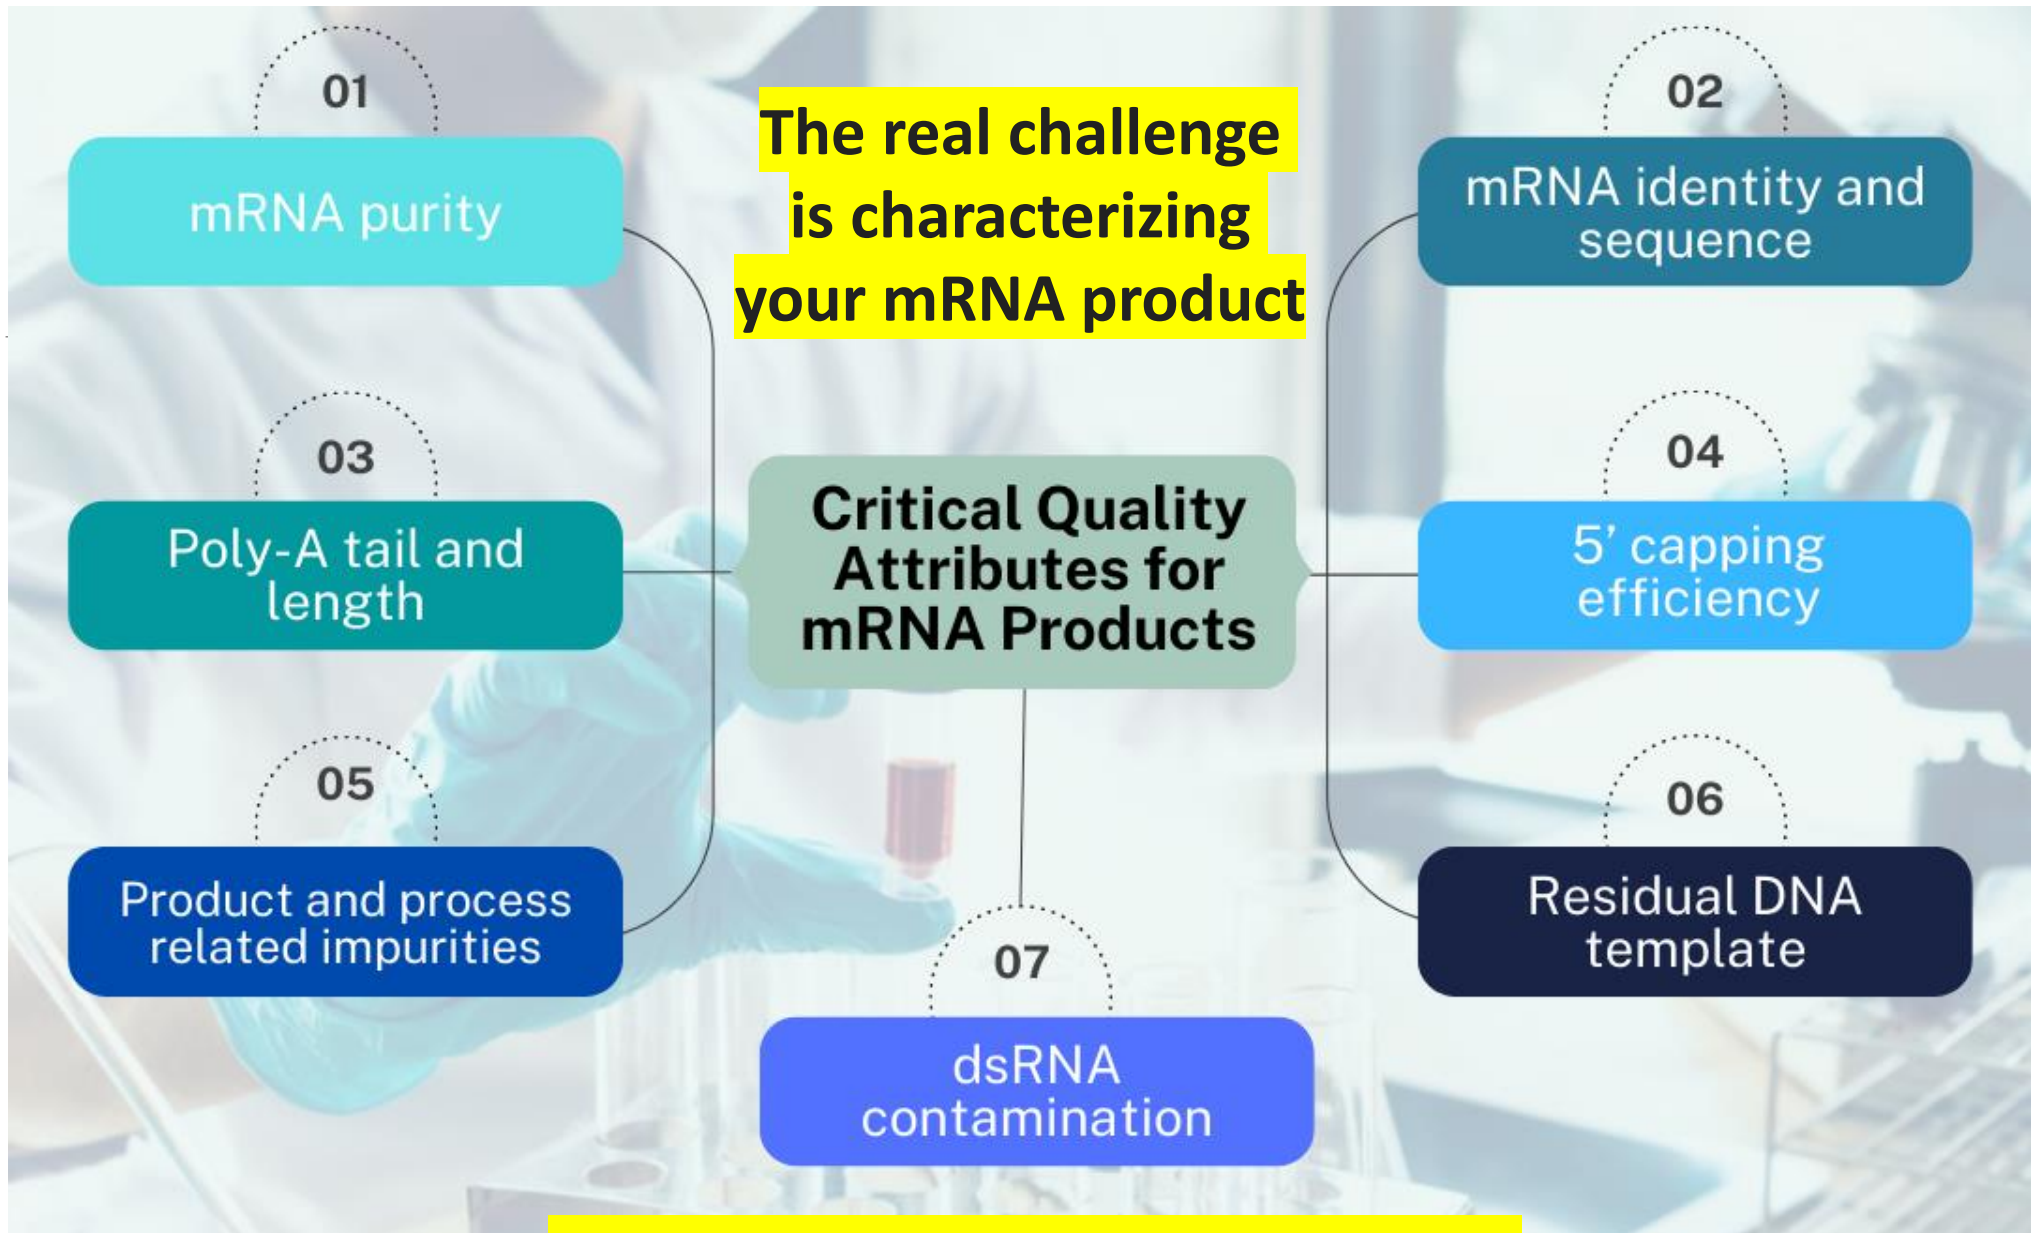 The real challenge
is characterizing
your mRNA product
01
mRNA purity
02
mRNA identity and
sequence
03
Poly-A tail and
length
04
5’ capping
efficiency
Critical Quality
Attributes for
mRNA Products
05
Product and process
related impurities
06
Residual DNA
template
07
dsRNA
contamination